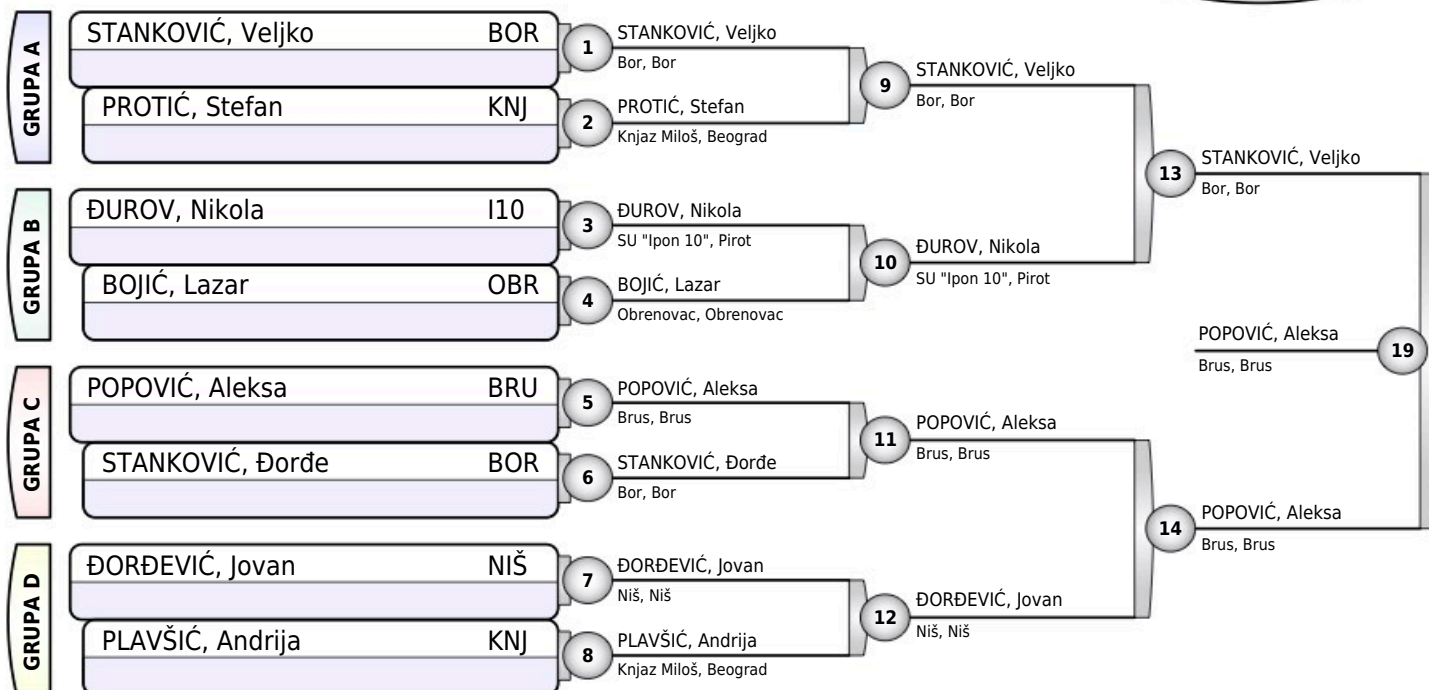 GRUPA A
STANKOVIĆ, Veljko BOR
PROTIĆ, Stefan KNJ
GRUPA B
ĐUROV, Nikola I10
BOJIĆ, Lazar OBR
GRUPA C
POPOVIĆ, Aleksa BRU
STANKOVIĆ, Đorđe BOR
GRUPA D
ĐORĐEVIĆ, Jovan NIŠ
PLAVŠIĆ, Andrija KNJ
1 STANKOVIĆ, Veljko
Bor, Bor
2 PROTIĆ, Stefan
Knjaz Miloš, Beograd
3 ĐUROV, Nikola
SU "Ipon 10", Pirot
4 BOJIĆ, Lazar
Obrenovac, Obrenovac
5 POPOVIĆ, Aleksa
Brus, Brus
6 STANKOVIĆ, Đorđe
Bor, Bor
7 ĐORĐEVIĆ, Jovan
Niš, Niš
8 PLAVŠIĆ, Andrija
Knjaz Miloš, Beograd
9 STANKOVIĆ, Veljko
Bor, Bor
10 ĐUROV, Nikola
SU "Ipon 10", Pirot
11 POPOVIĆ, Aleksa
Brus, Brus
12 ĐORĐEVIĆ, Jovan
Niš, Niš
13 STANKOVIĆ, Veljko
Bor, Bor
14 POPOVIĆ, Aleksa
Brus, Brus
POPOVIĆ, Aleksa 19
Brus, Brus